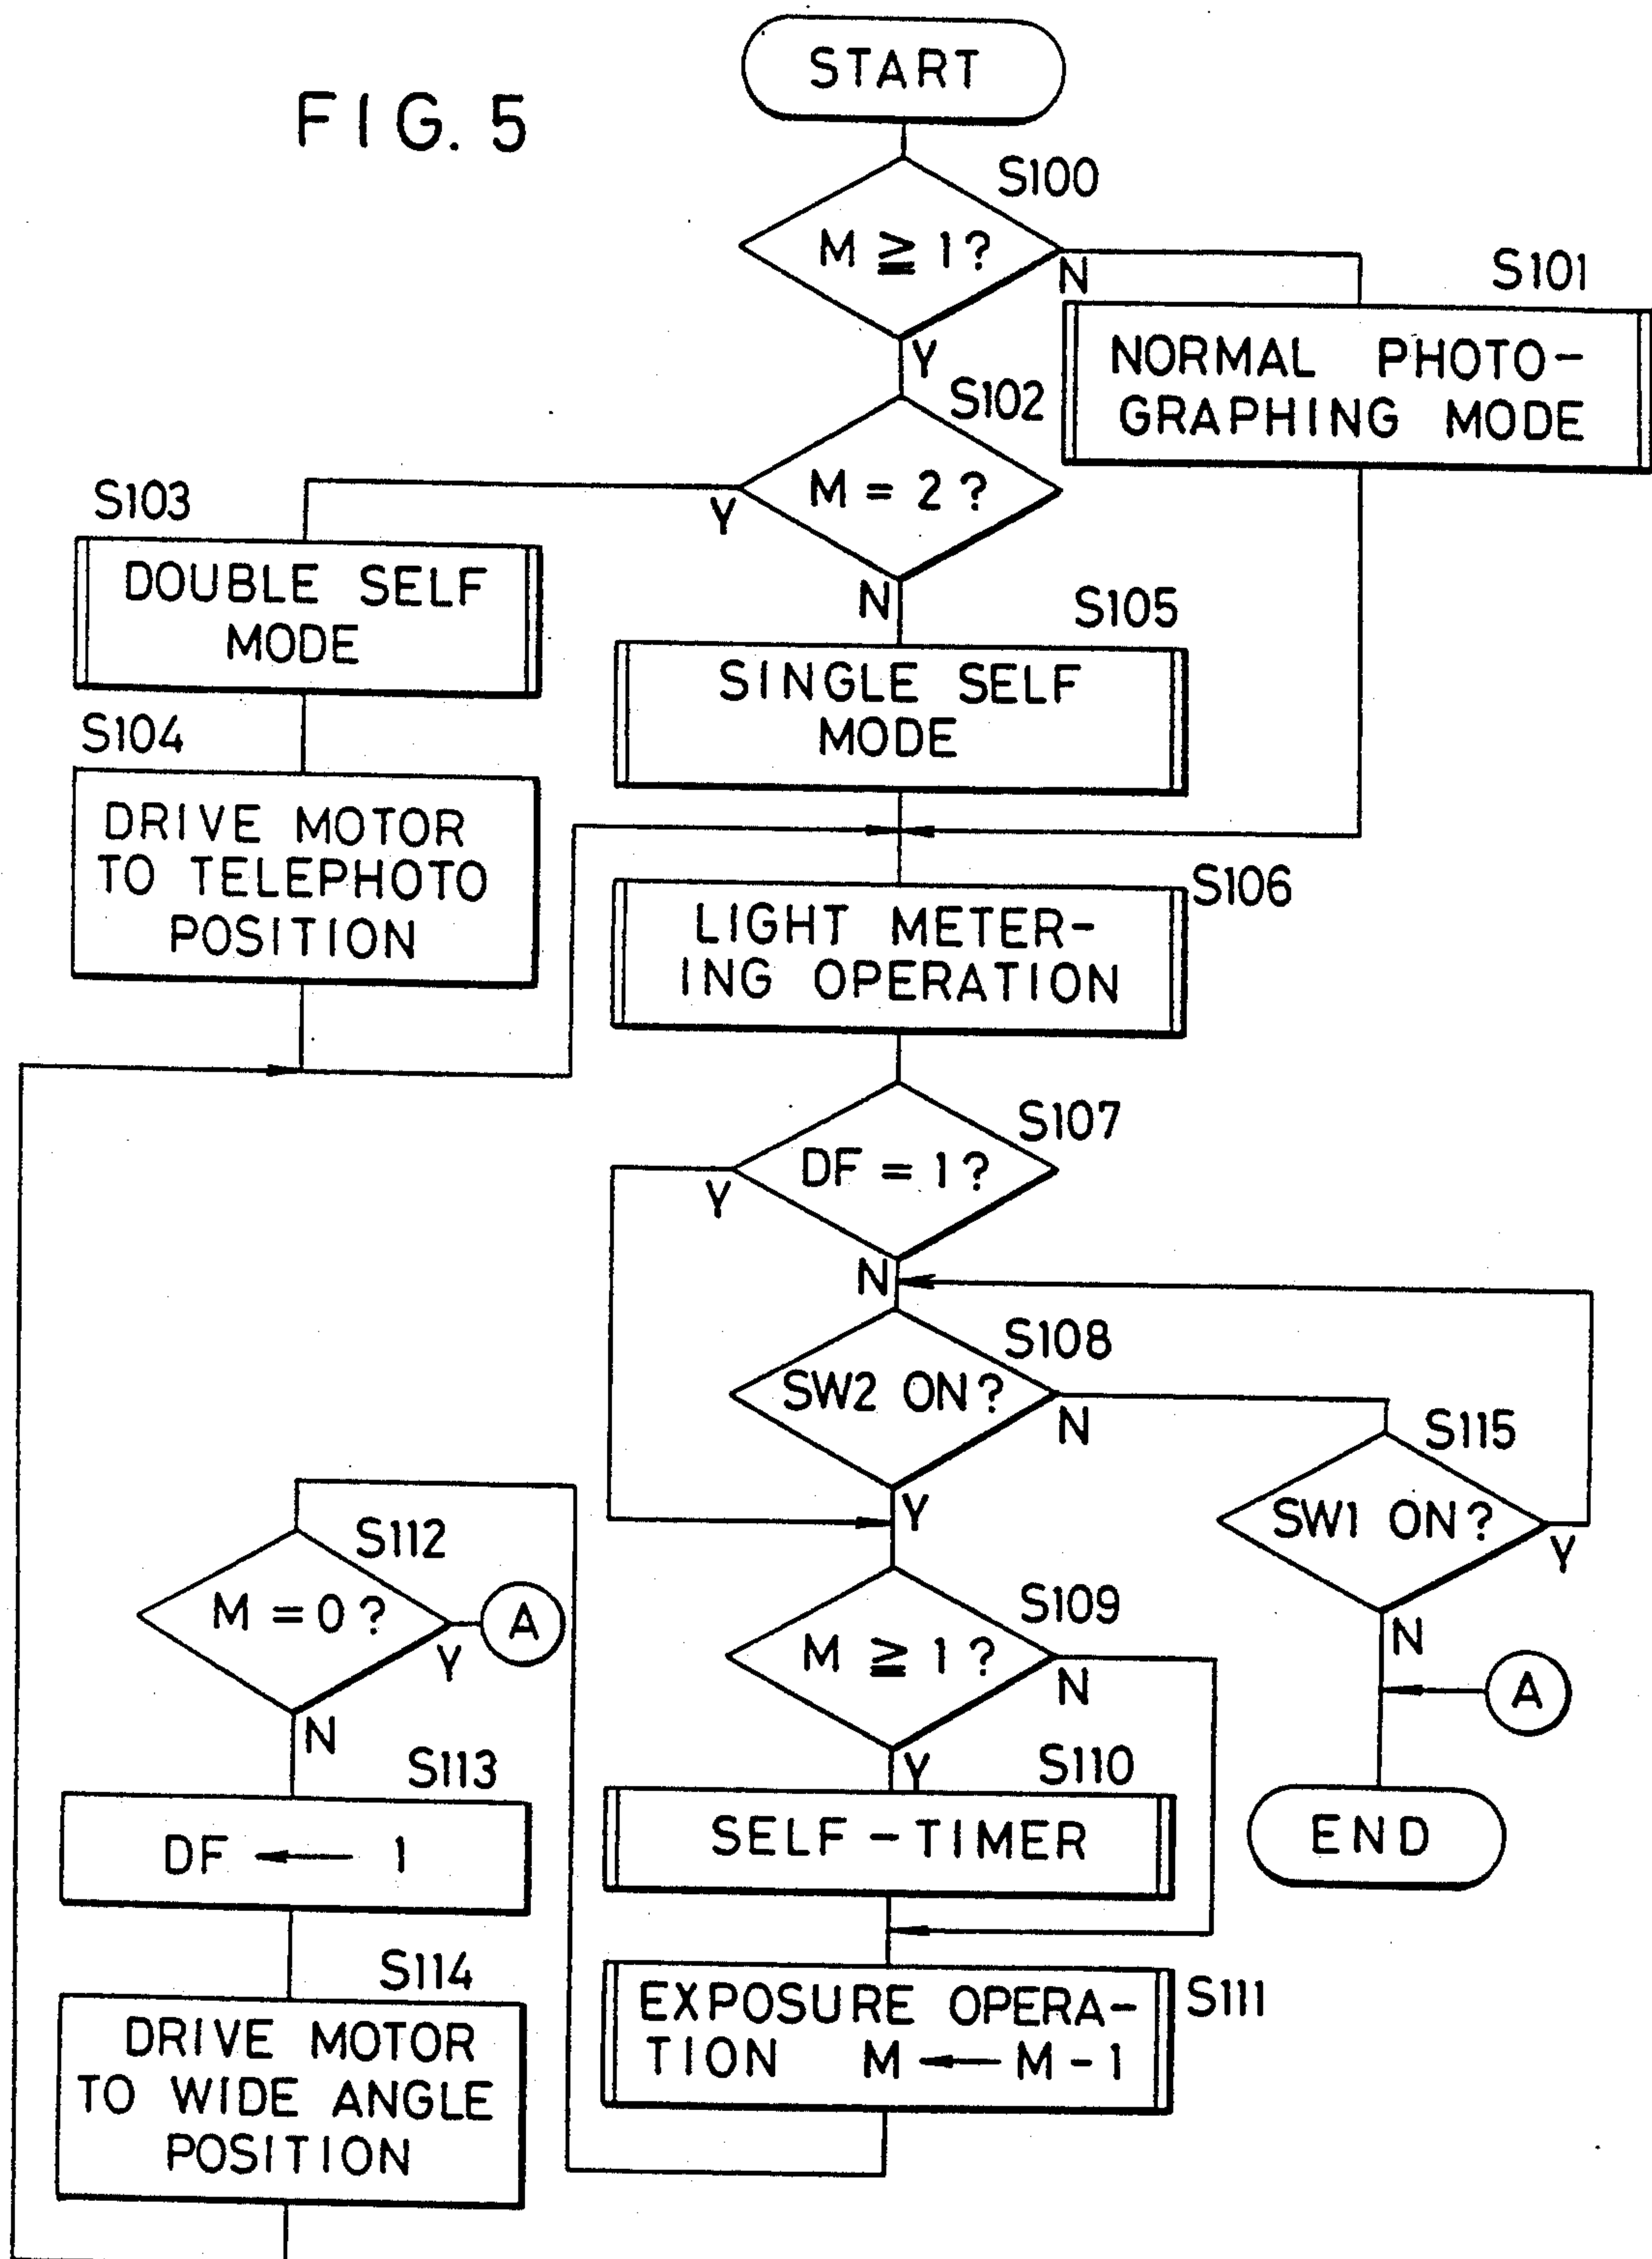 FIG. 5
START
S100
M ≧ 1?
N
Y
S101
NORMAL PHOTO-
GRAPHING MODE
S102
M = 2?
Y
N
S103
DOUBLE SELF
MODE
S104
DRIVE MOTOR
TO TELEPHOTO
POSITION
S105
SINGLE SELF
MODE
S106
LIGHT METER-
ING OPERATION
S107
DF = 1?
Y
N
S108
SW2 ON?
N
Y
S115
SW1 ON?
Y
N
A
END
S109
M ≧ 1?
N
Y
S110
SELF-TIMER
S111
EXPOSURE OPERA-
TION M ← M-1
S112
M = 0?
Y
A
N
S113
DF ← 1
S114
DRIVE MOTOR
TO WIDE ANGLE
POSITION